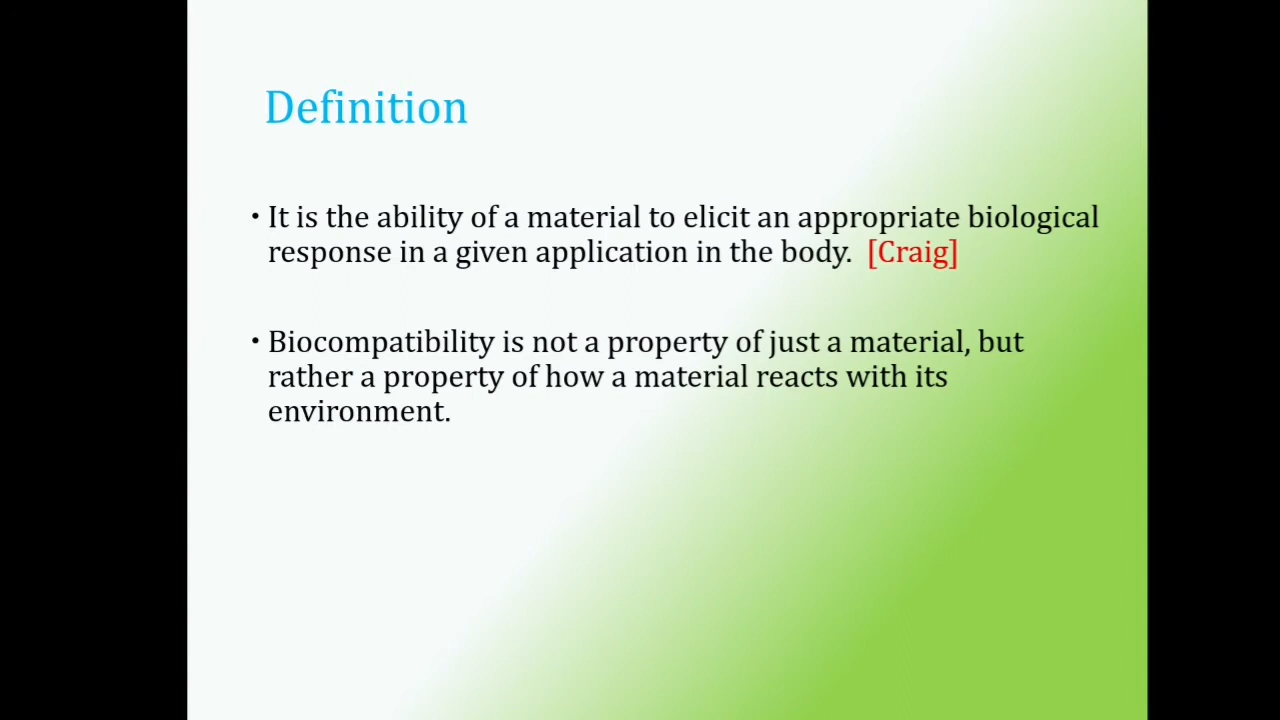 Definition
• It is the ability of a material to elicit an appropriate biological
response in a given application in the body. [Craig]
• Biocompatibility is not a property of just a material, but
rather a property of how a material reacts with its
environment.